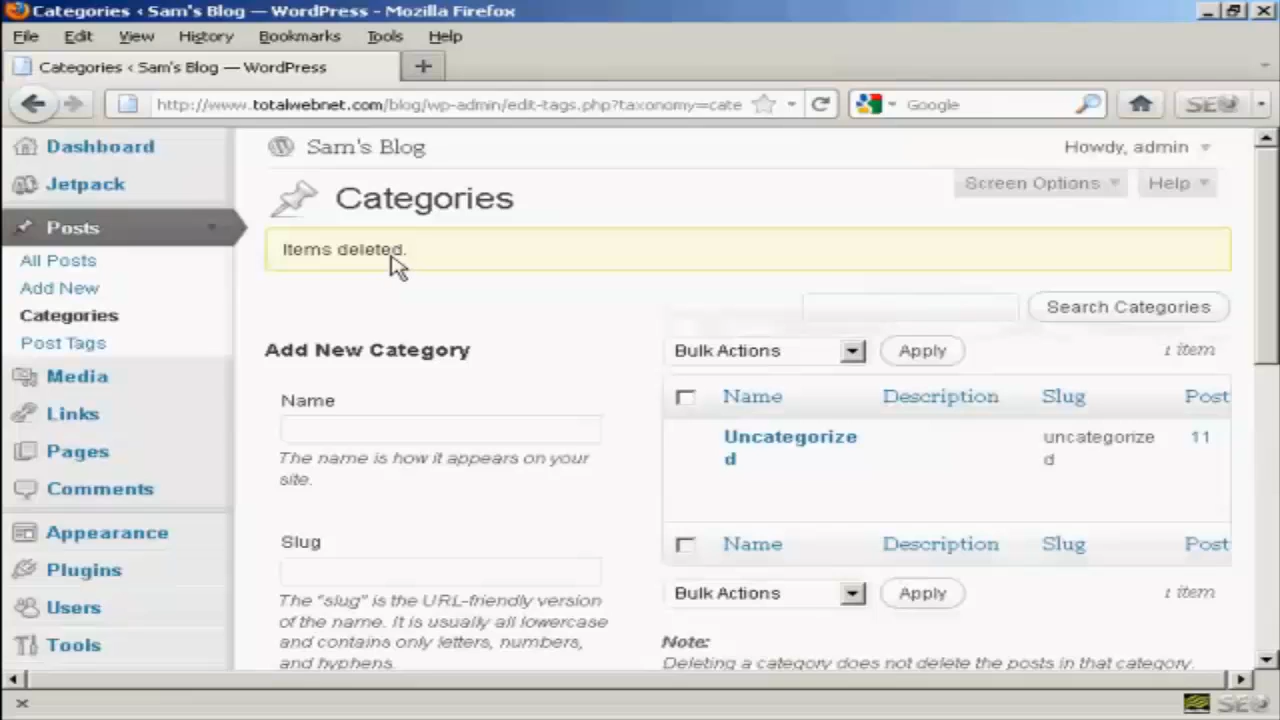 Categories ‹ Sam's Blog — WordPress - Mozilla Firefox
File Edit View History Bookmarks Tools Help
Categories ‹ Sam's Blog — WordPress
http://www.totalwebnet.com/blog/wp-admin/edit-tags.php?taxonomy=cate
Google
SEO
Dashboard
Jetpack
Posts
All Posts
Add New
Categories
Post Tags
Media
Links
Pages
Comments
Appearance
Plugins
Users
Tools
Sam's Blog
Howdy, admin
Screen Options
Help
Categories
Items deleted.
Search Categories
Add New Category
Name
The name is how it appears on your
site.
Slug
The "slug" is the URL-friendly version
of the name. It is usually all lowercase
and contains only letters, numbers,
and hyphens.
Bulk Actions Apply 1 item
Name Description Slug Post
Uncategorize uncategorize 11
d d
Name Description Slug Post
Bulk Actions Apply 1 item
Note:
Deleting a category does not delete the posts in that category.
SEO